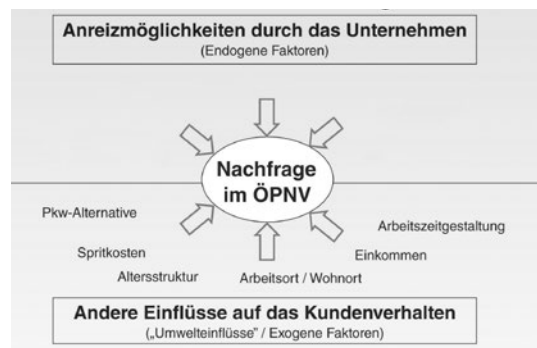 Anreizmöglichkeiten durch das Unternehmen
(Endogene Faktoren)
Nachfrage
im ÖPNV
Pkw-Alternative
Arbeitszeitgestaltung
Spritkosten
Einkommen
Altersstruktur
Arbeitsort / Wohnort
Andere Einflüsse auf das Kundenverhalten
(„Umwelteinflüsse” / Exogene Faktoren)